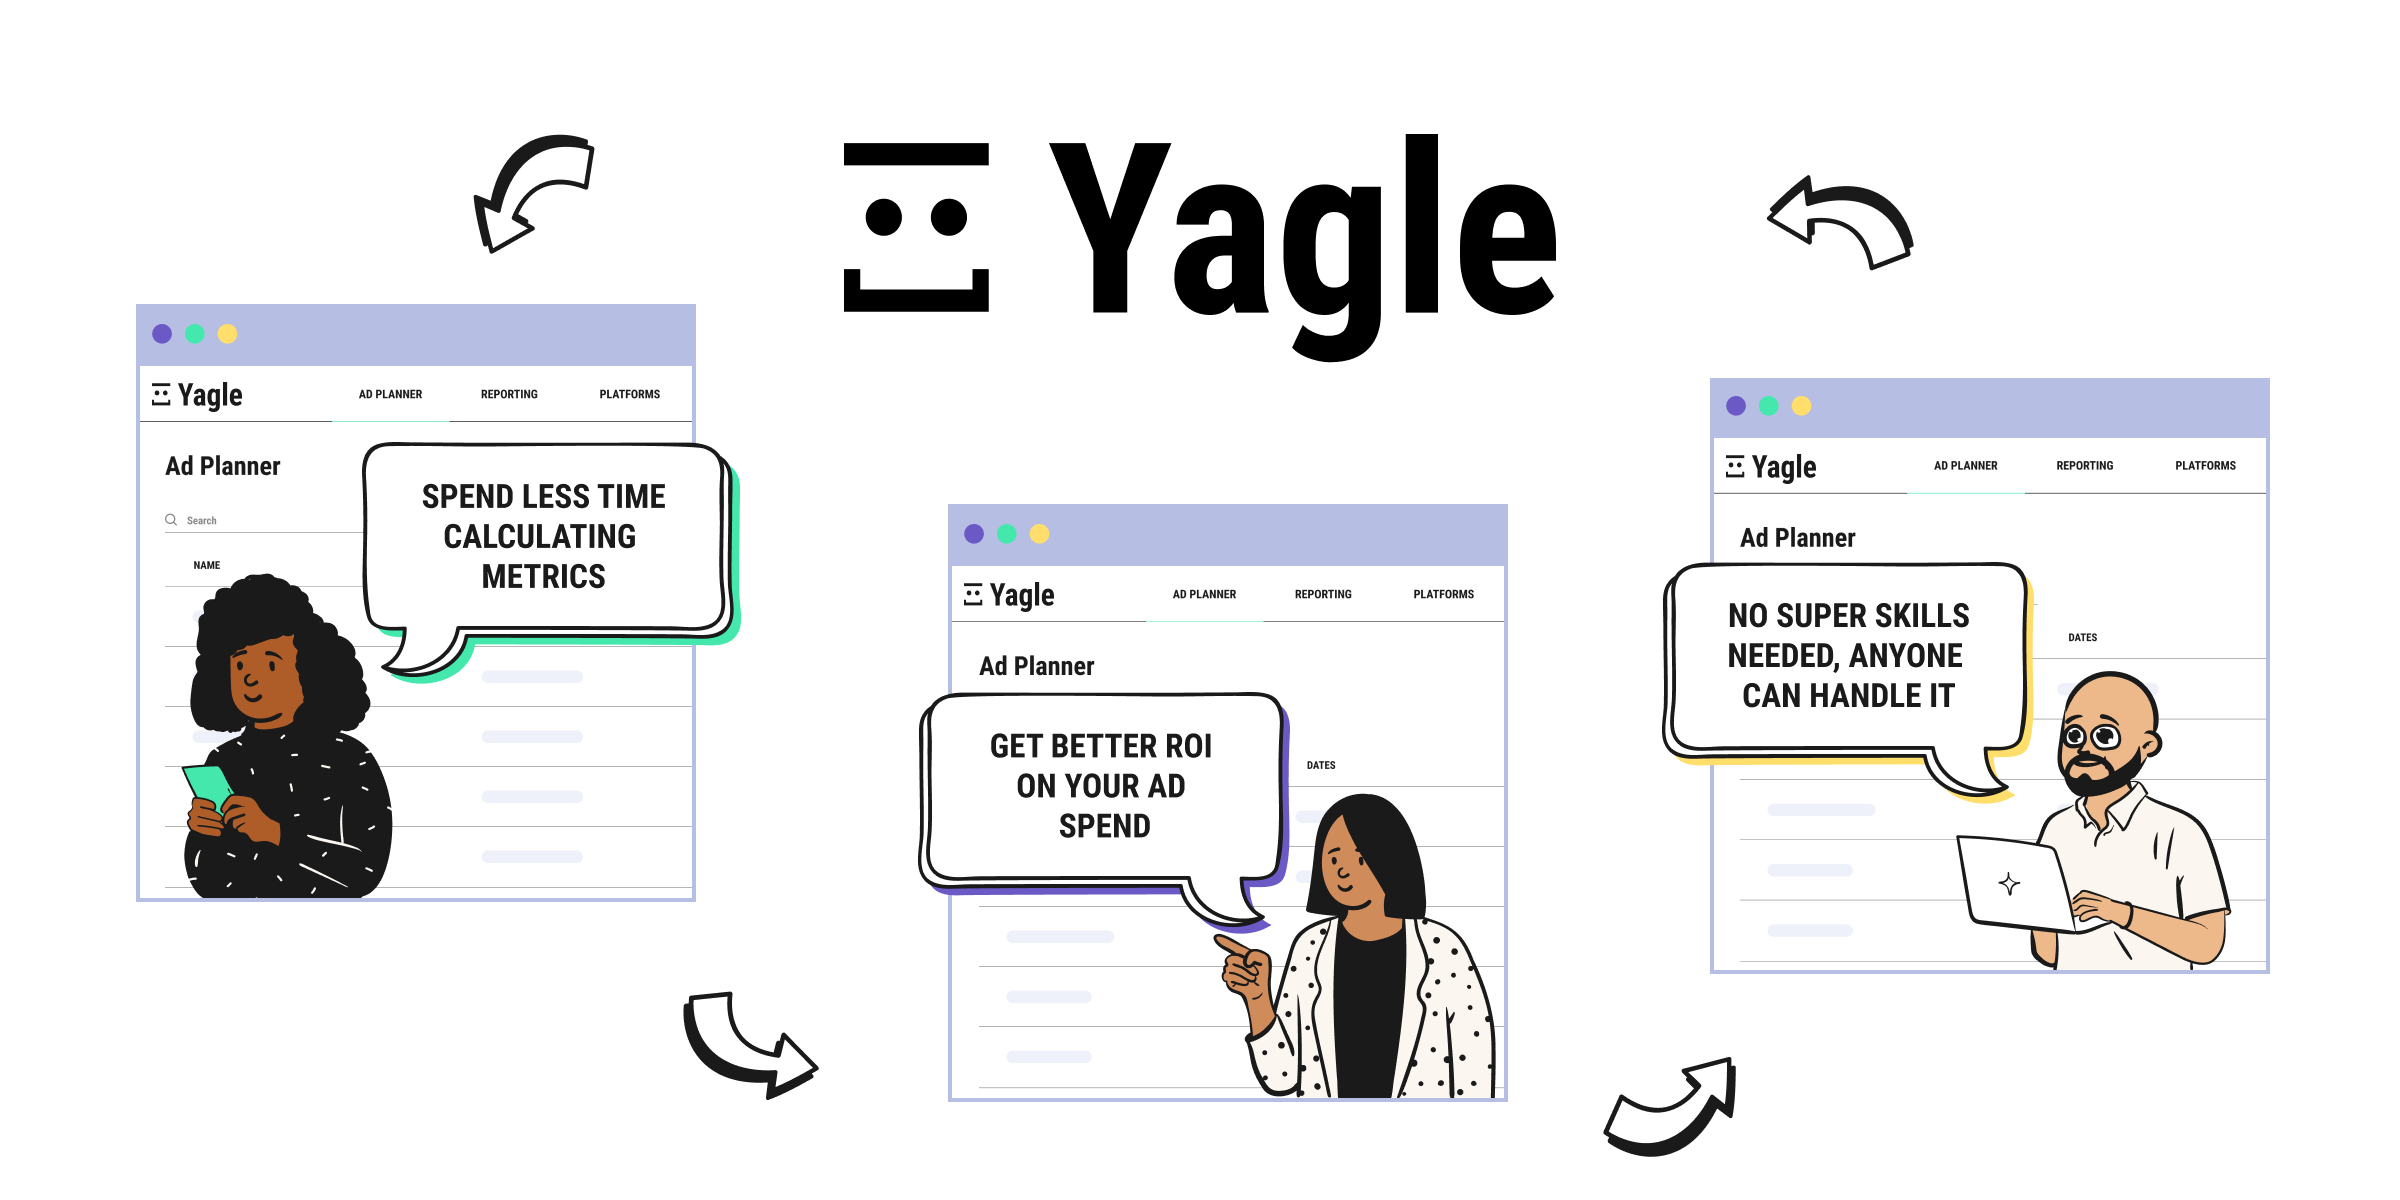 Yagle
Yagle
AD PLANNER REPORTING PLATFORMS
Ad Planner
Search
NAME
SPEND LESS TIME
CALCULATING
METRICS
Yagle
AD PLANNER REPORTING PLATFORMS
Ad Planner
DATES
GET BETTER ROI
ON YOUR AD
SPEND
Yagle
AD PLANNER REPORTING PLATFORMS
Ad Planner
DATES
NO SUPER SKILLS
NEEDED, ANYONE
CAN HANDLE IT